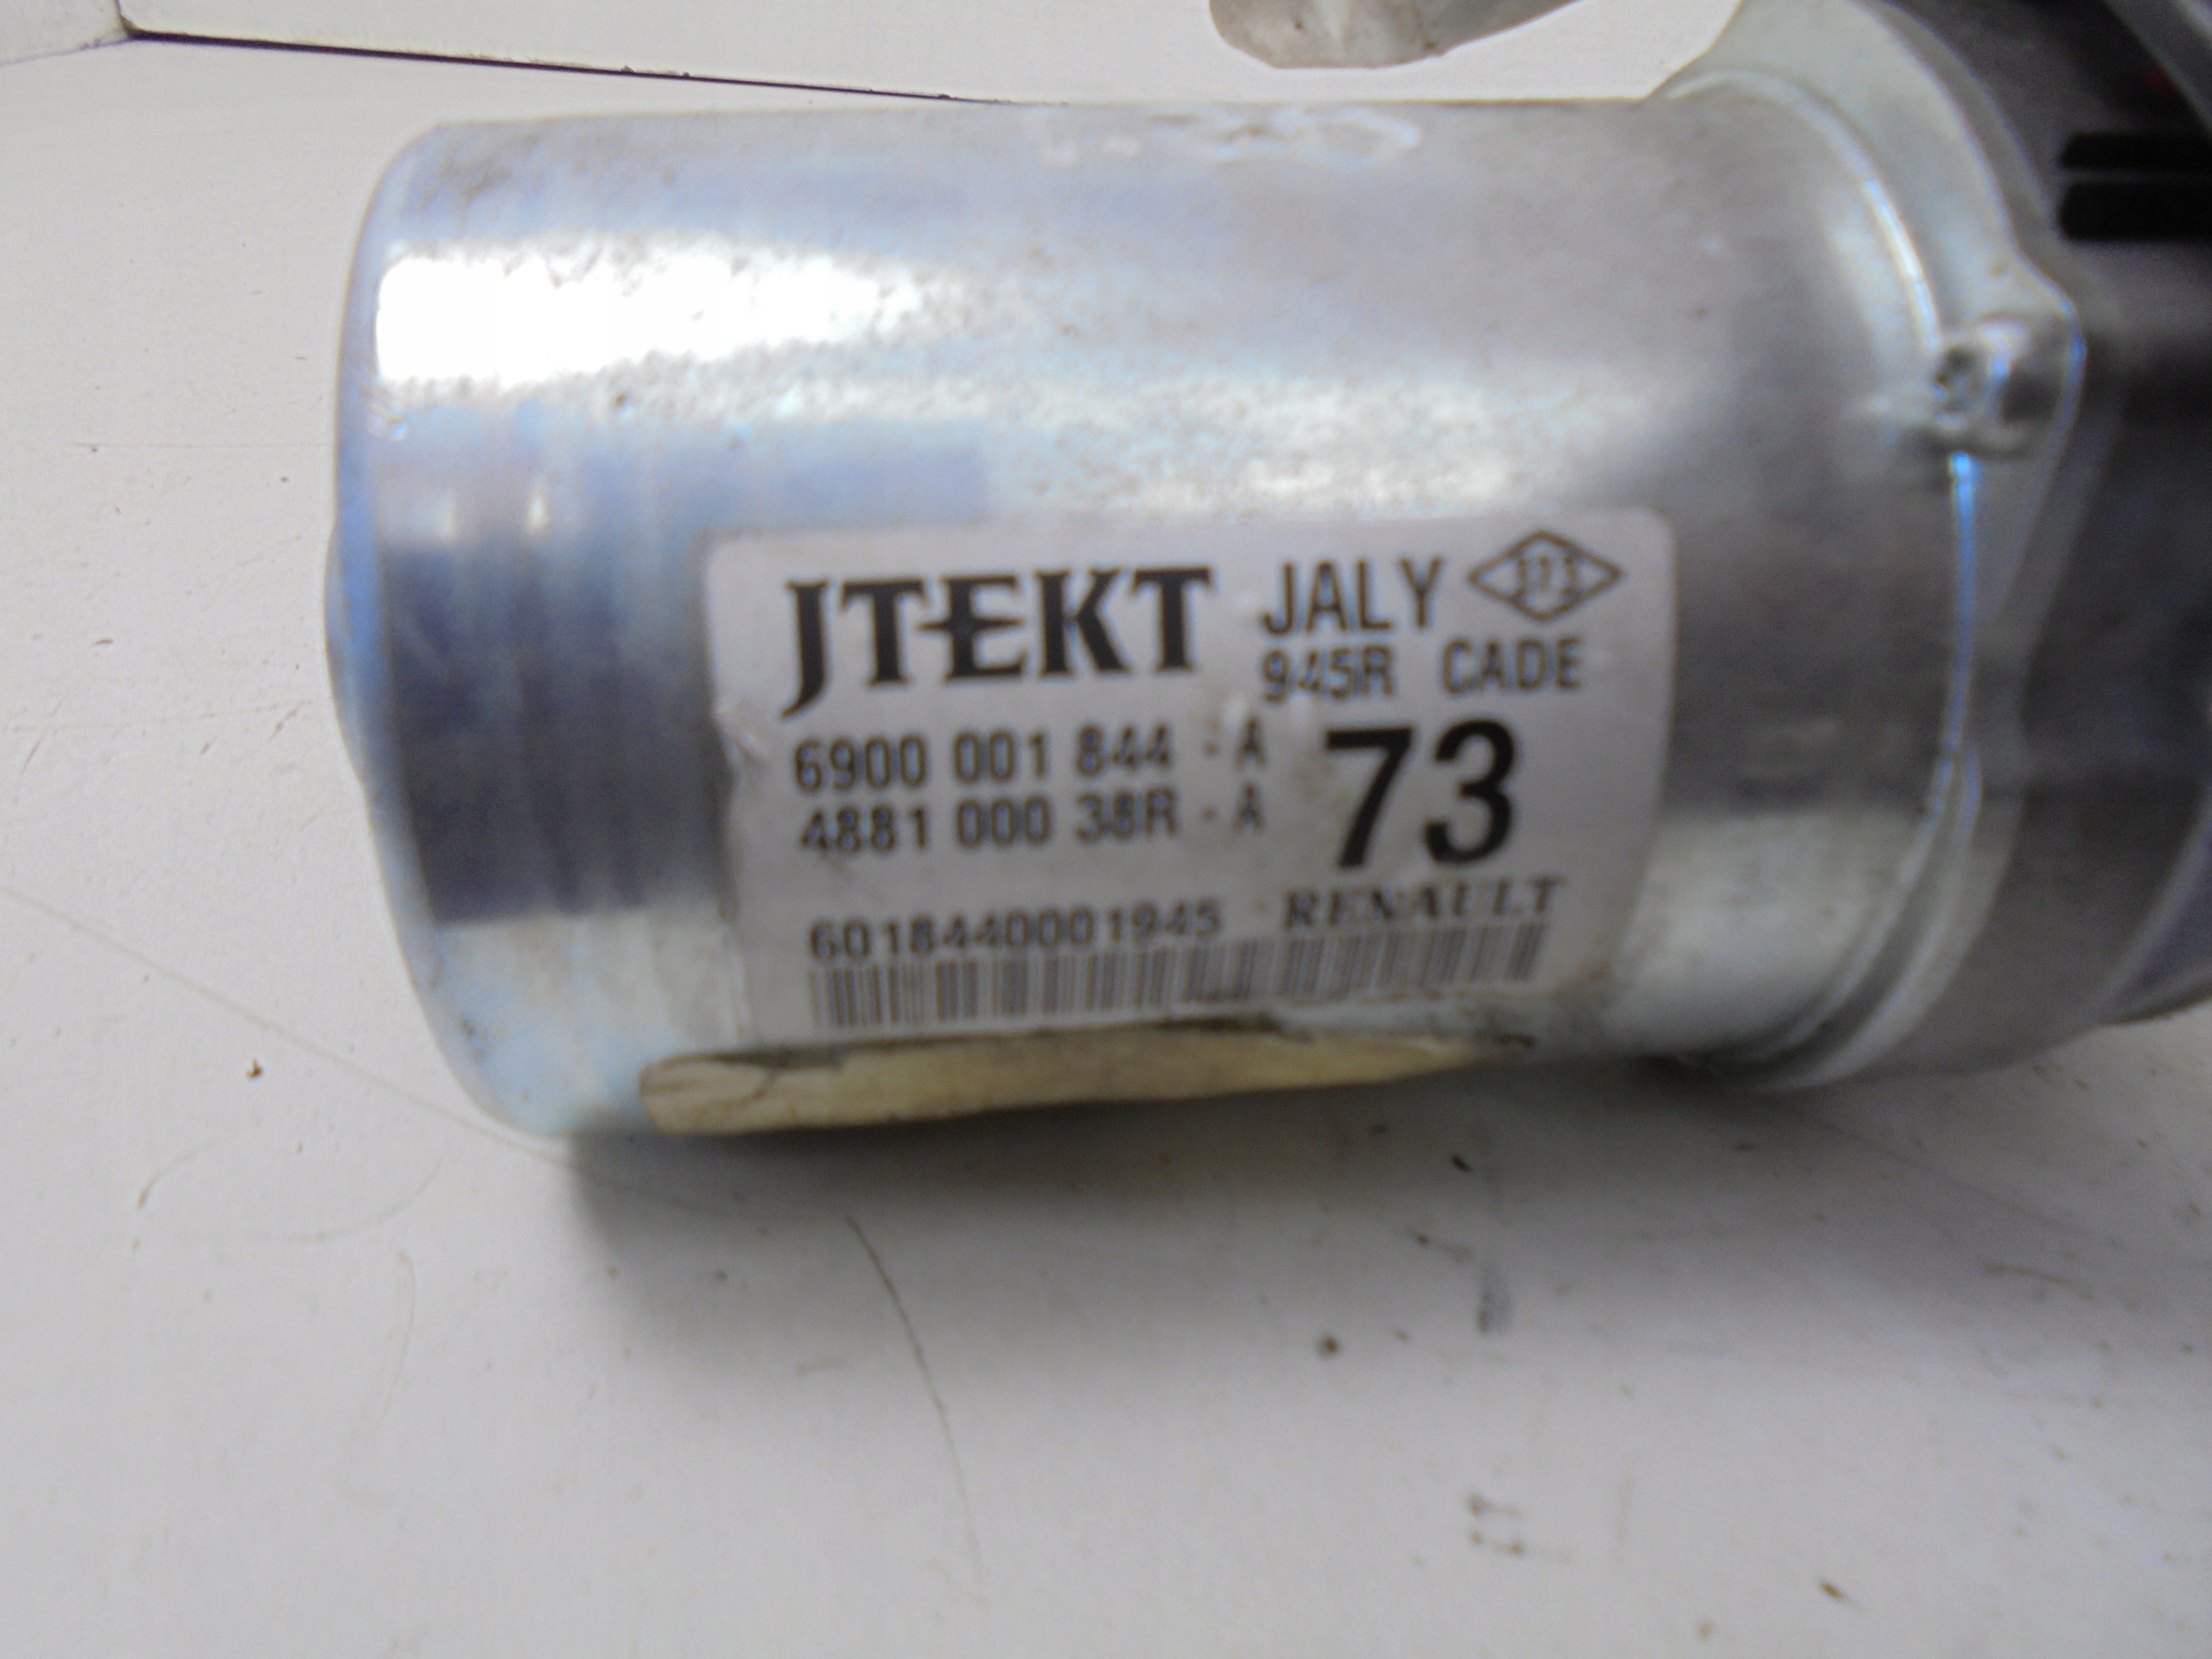 JTEKT JALY
945R CADE
6900 001 844 - A
73
4881 000 38R - A
6018440001945 RENAULT